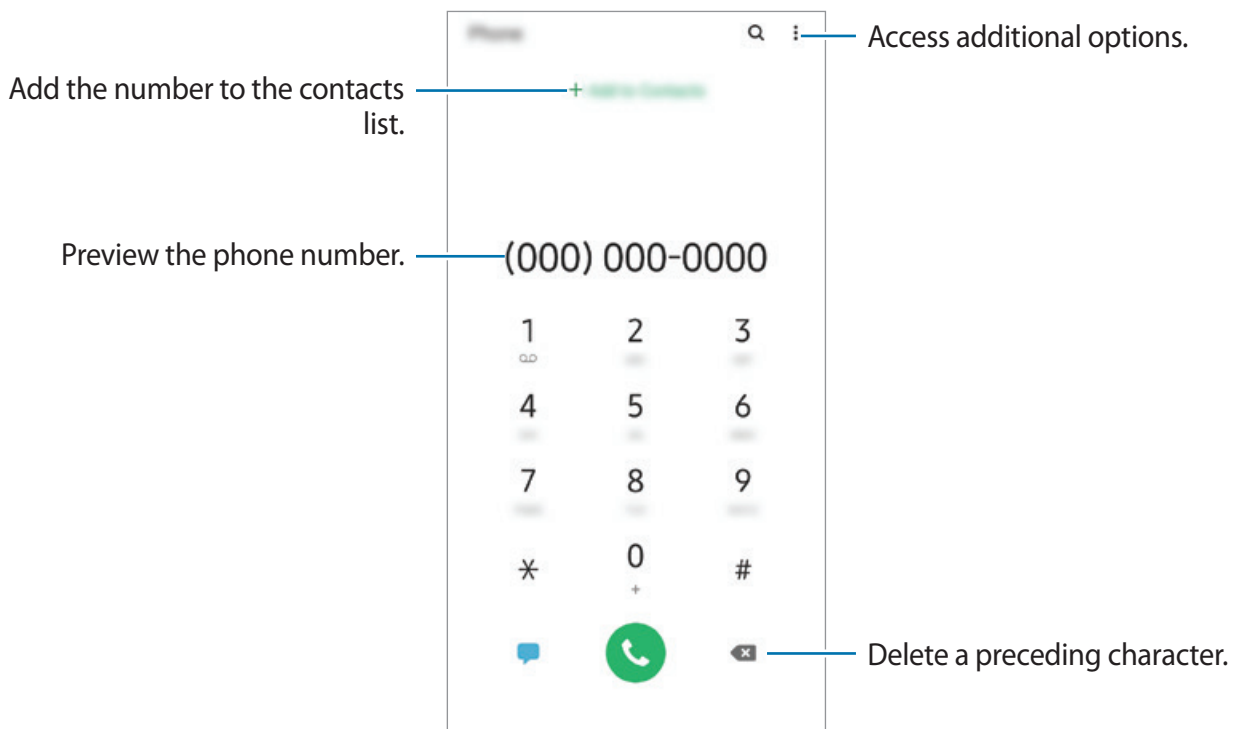 Access additional options.
Add the number to the contacts
list.
Preview the phone number.
(000) 000-0000
1 2 3
4 5 6
7 8 9
* 0 #
+
Delete a preceding character.